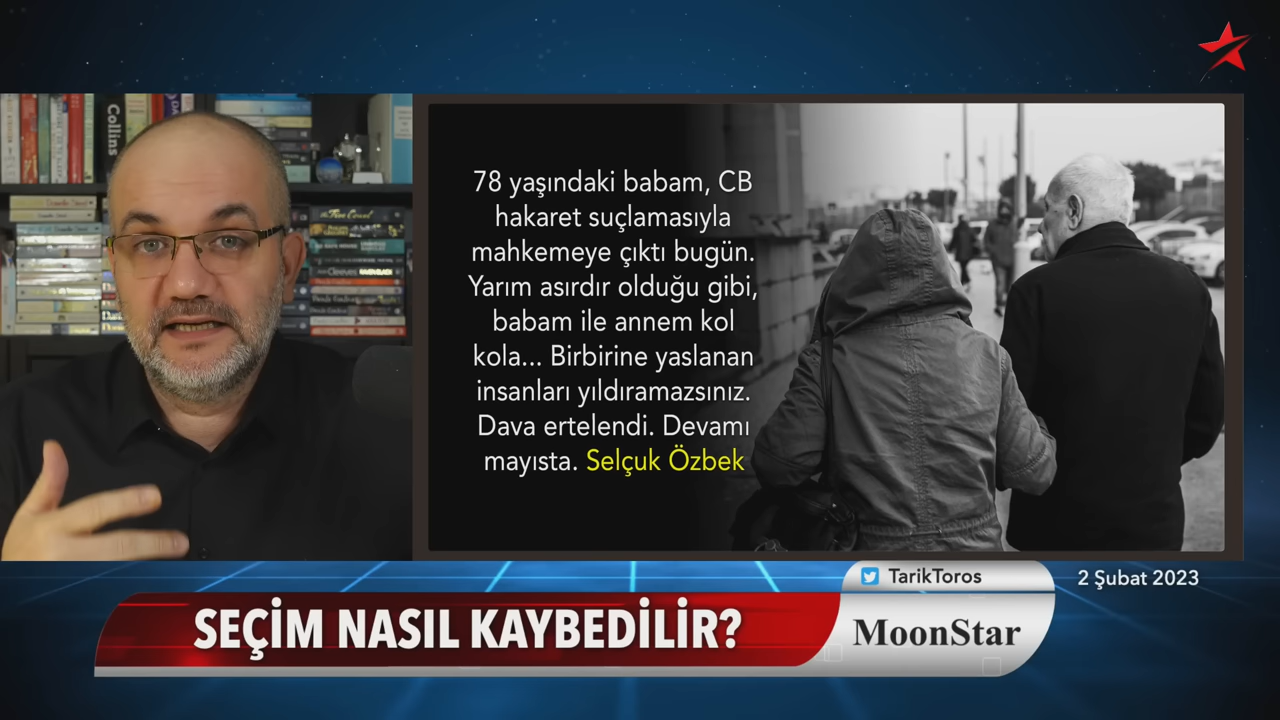 Collins
78 yaşındaki babam, CB
hakaret suçlamasıyla
mahkemeye çıktı bugün.
Yarım asırdır olduğu gibi,
babam ile annem kol
kola... Birbirine yaslanan
insanları yıldıramazsınız.
Dava ertelendi. Devamı
mayısta. Selçuk Özbek
TarikToros
2 Şubat 2023
SEÇİM NASIL KAYBEDİLİR?
MoonStar